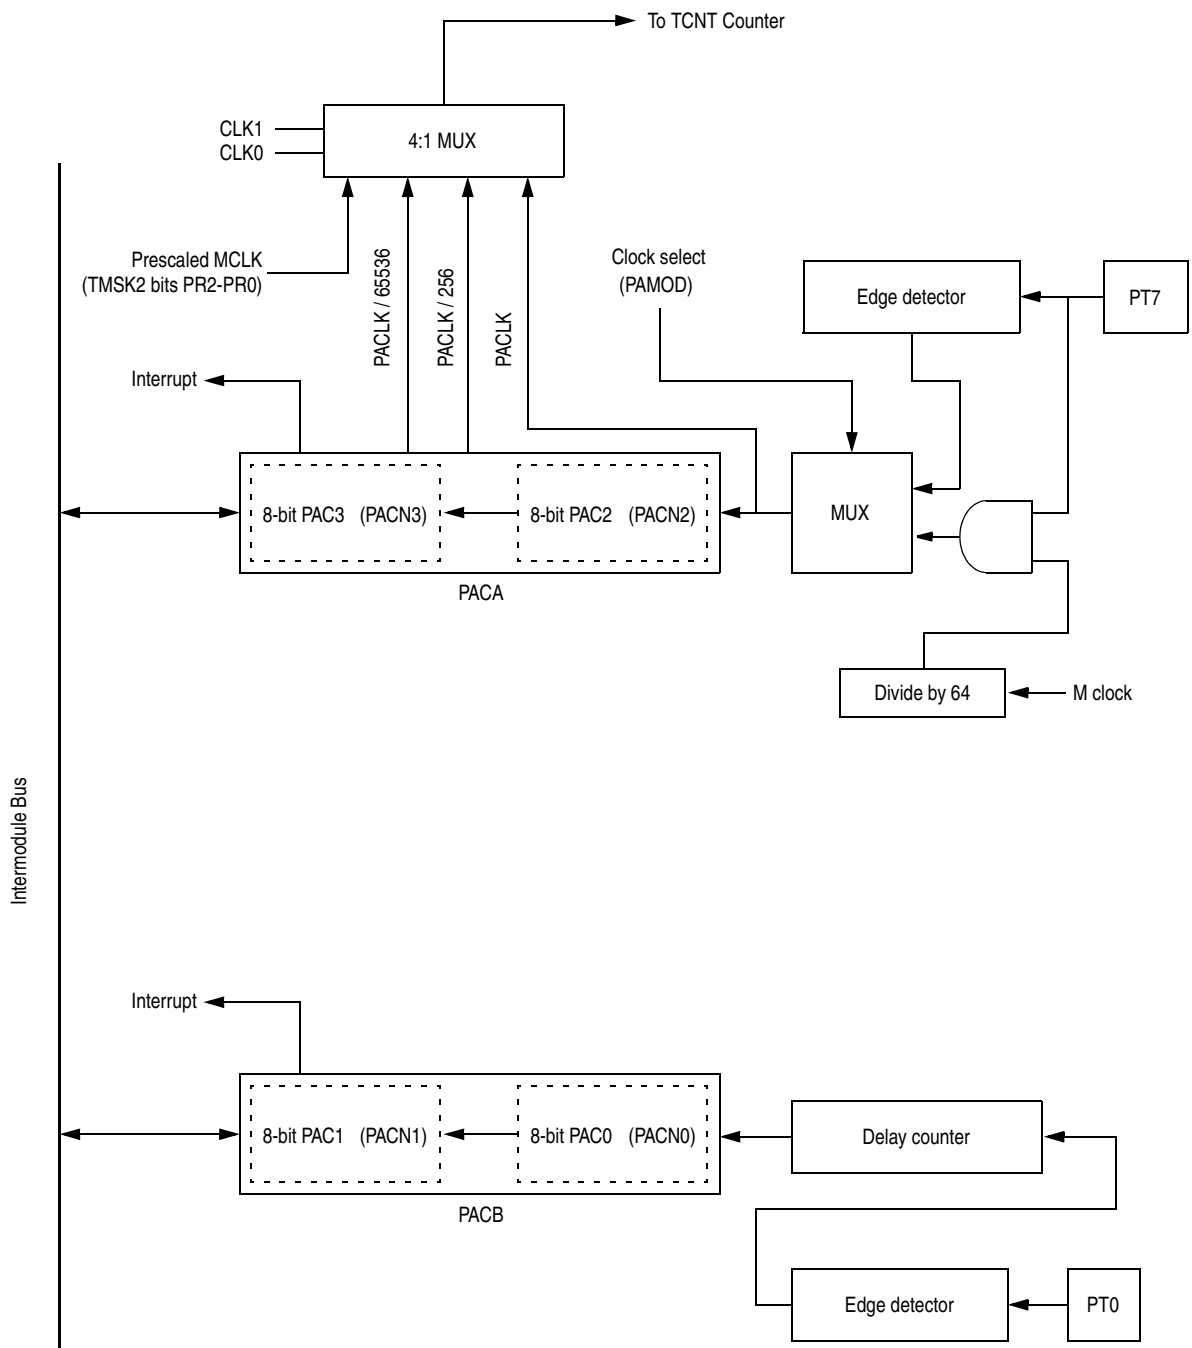 To TCNT Counter
CLK1
4:1 MUX
CLK0
Prescaled MCLK
(TMSK2 bits PR2-PR0)
PACLK / 65536
PACLK / 256
PACLK
Clock select
(PAMOD)
Edge detector
PT7
Interrupt
8-bit PAC3 (PACN3)
8-bit PAC2 (PACN2)
MUX
PACA
Divide by 64
M clock
Intermodule Bus
Interrupt
8-bit PAC1 (PACN1)
8-bit PAC0 (PACN0)
Delay counter
PACB
Edge detector
PT0